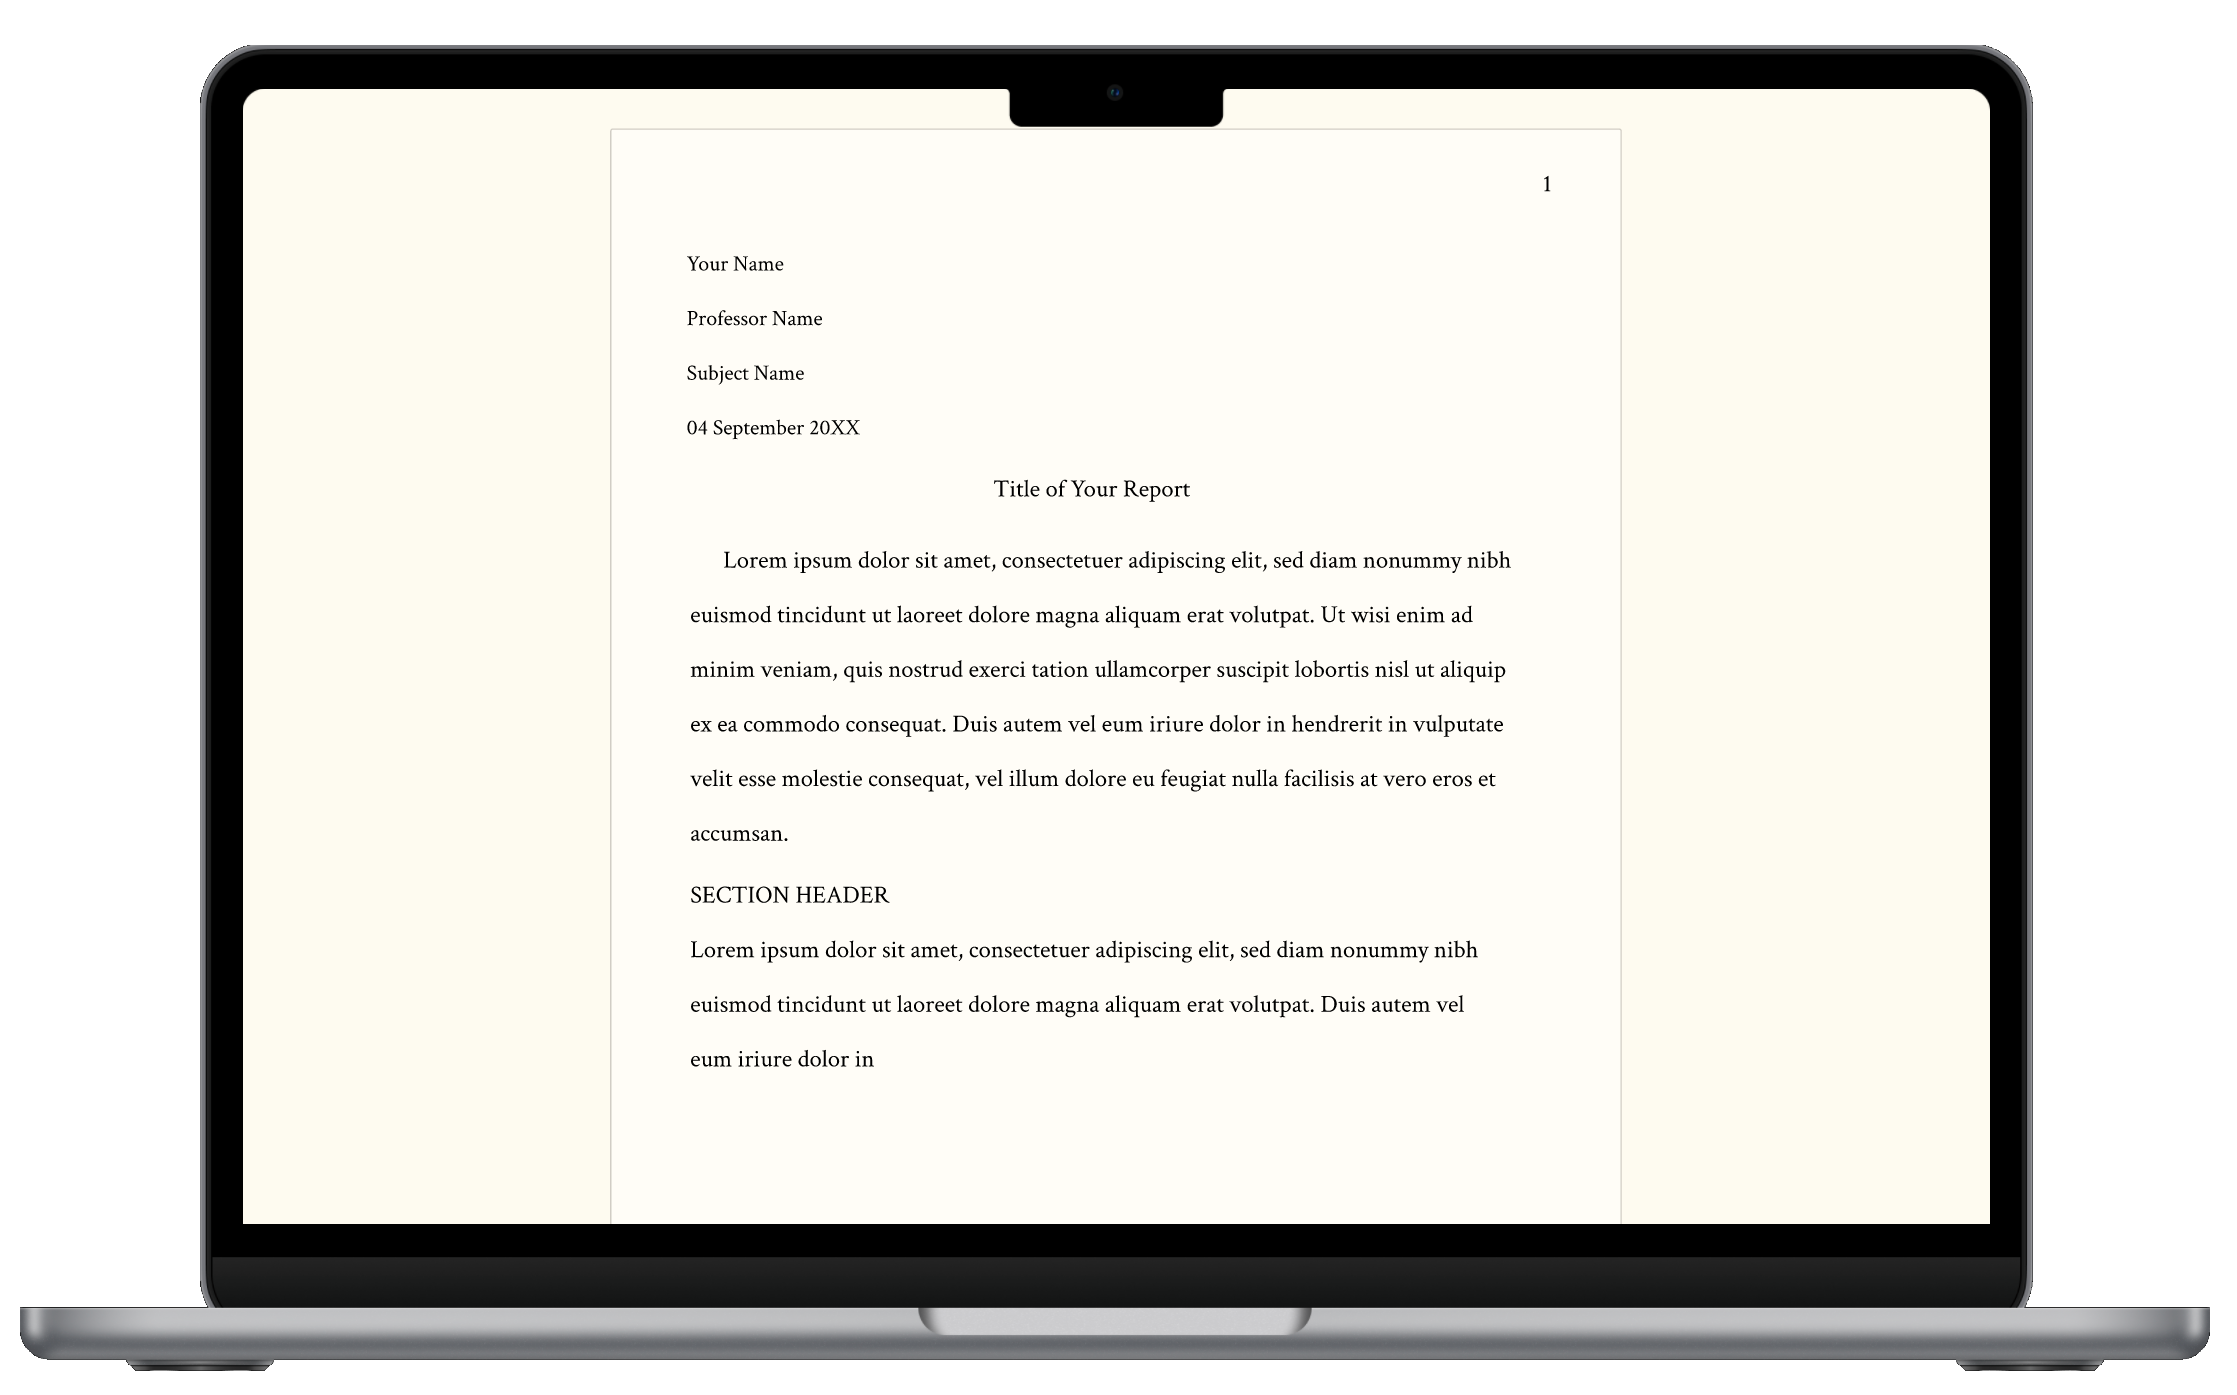 1
Your Name
Professor Name
Subject Name
04 September 20XX
Title of Your Report
Lorem ipsum dolor sit amet, consectetuer adipiscing elit, sed diam nonummy nibh
euismod tincidunt ut laoreet dolore magna aliquam erat volutpat. Ut wisi enim ad
minim veniam, quis nostrud exerci tation ullamcorper suscipit lobortis nisl ut aliquip
ex ea commodo consequat. Duis autem vel eum iriure dolor in hendrerit in vulputate
velit esse molestie consequat, vel illum dolore eu feugiat nulla facilisis at vero eros et
accumsan.
SECTION HEADER
Lorem ipsum dolor sit amet, consectetuer adipiscing elit, sed diam nonummy nibh
euismod tincidunt ut laoreet dolore magna aliquam erat volutpat. Duis autem vel
eum iriure dolor in